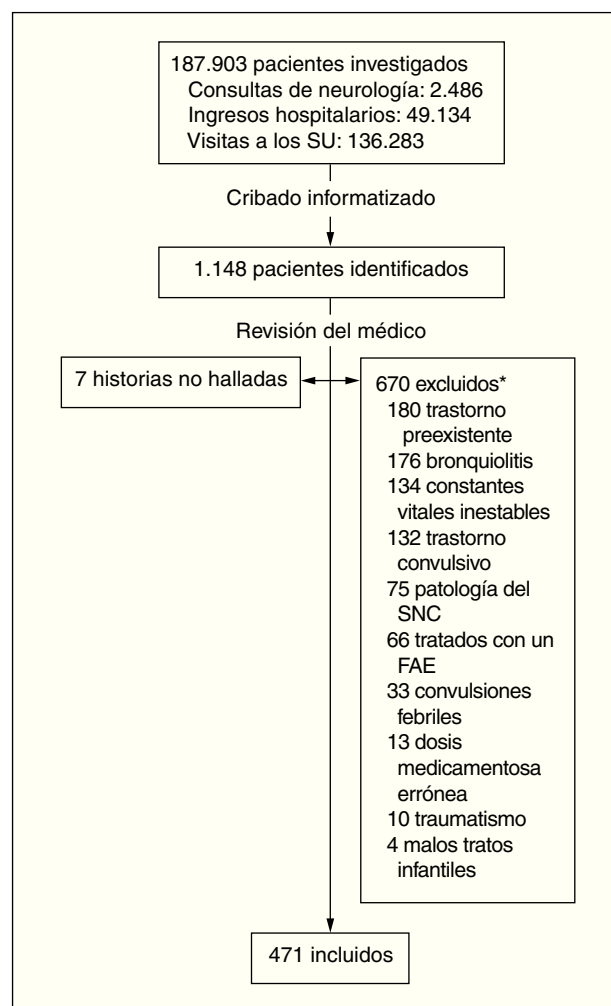 187.903 pacientes investigados
Consultas de neurología: 2.486
Ingresos hospitalarios: 49.134
Visitas a los SU: 136.283
Cribado informatizado
1.148 pacientes identificados
Revisión del médico
7 historias no halladas
670 excluidos*
180 trastorno
preexistente
176 bronquiolitis
134 constantes
vitales inestables
132 trastorno
convulsivo
75 patología del
SNC
66 tratados con un
FAE
33 convulsiones
febriles
13 dosis
medicamentosa
errónea
10 traumatismo
4 malos tratos
infantiles
471 incluidos